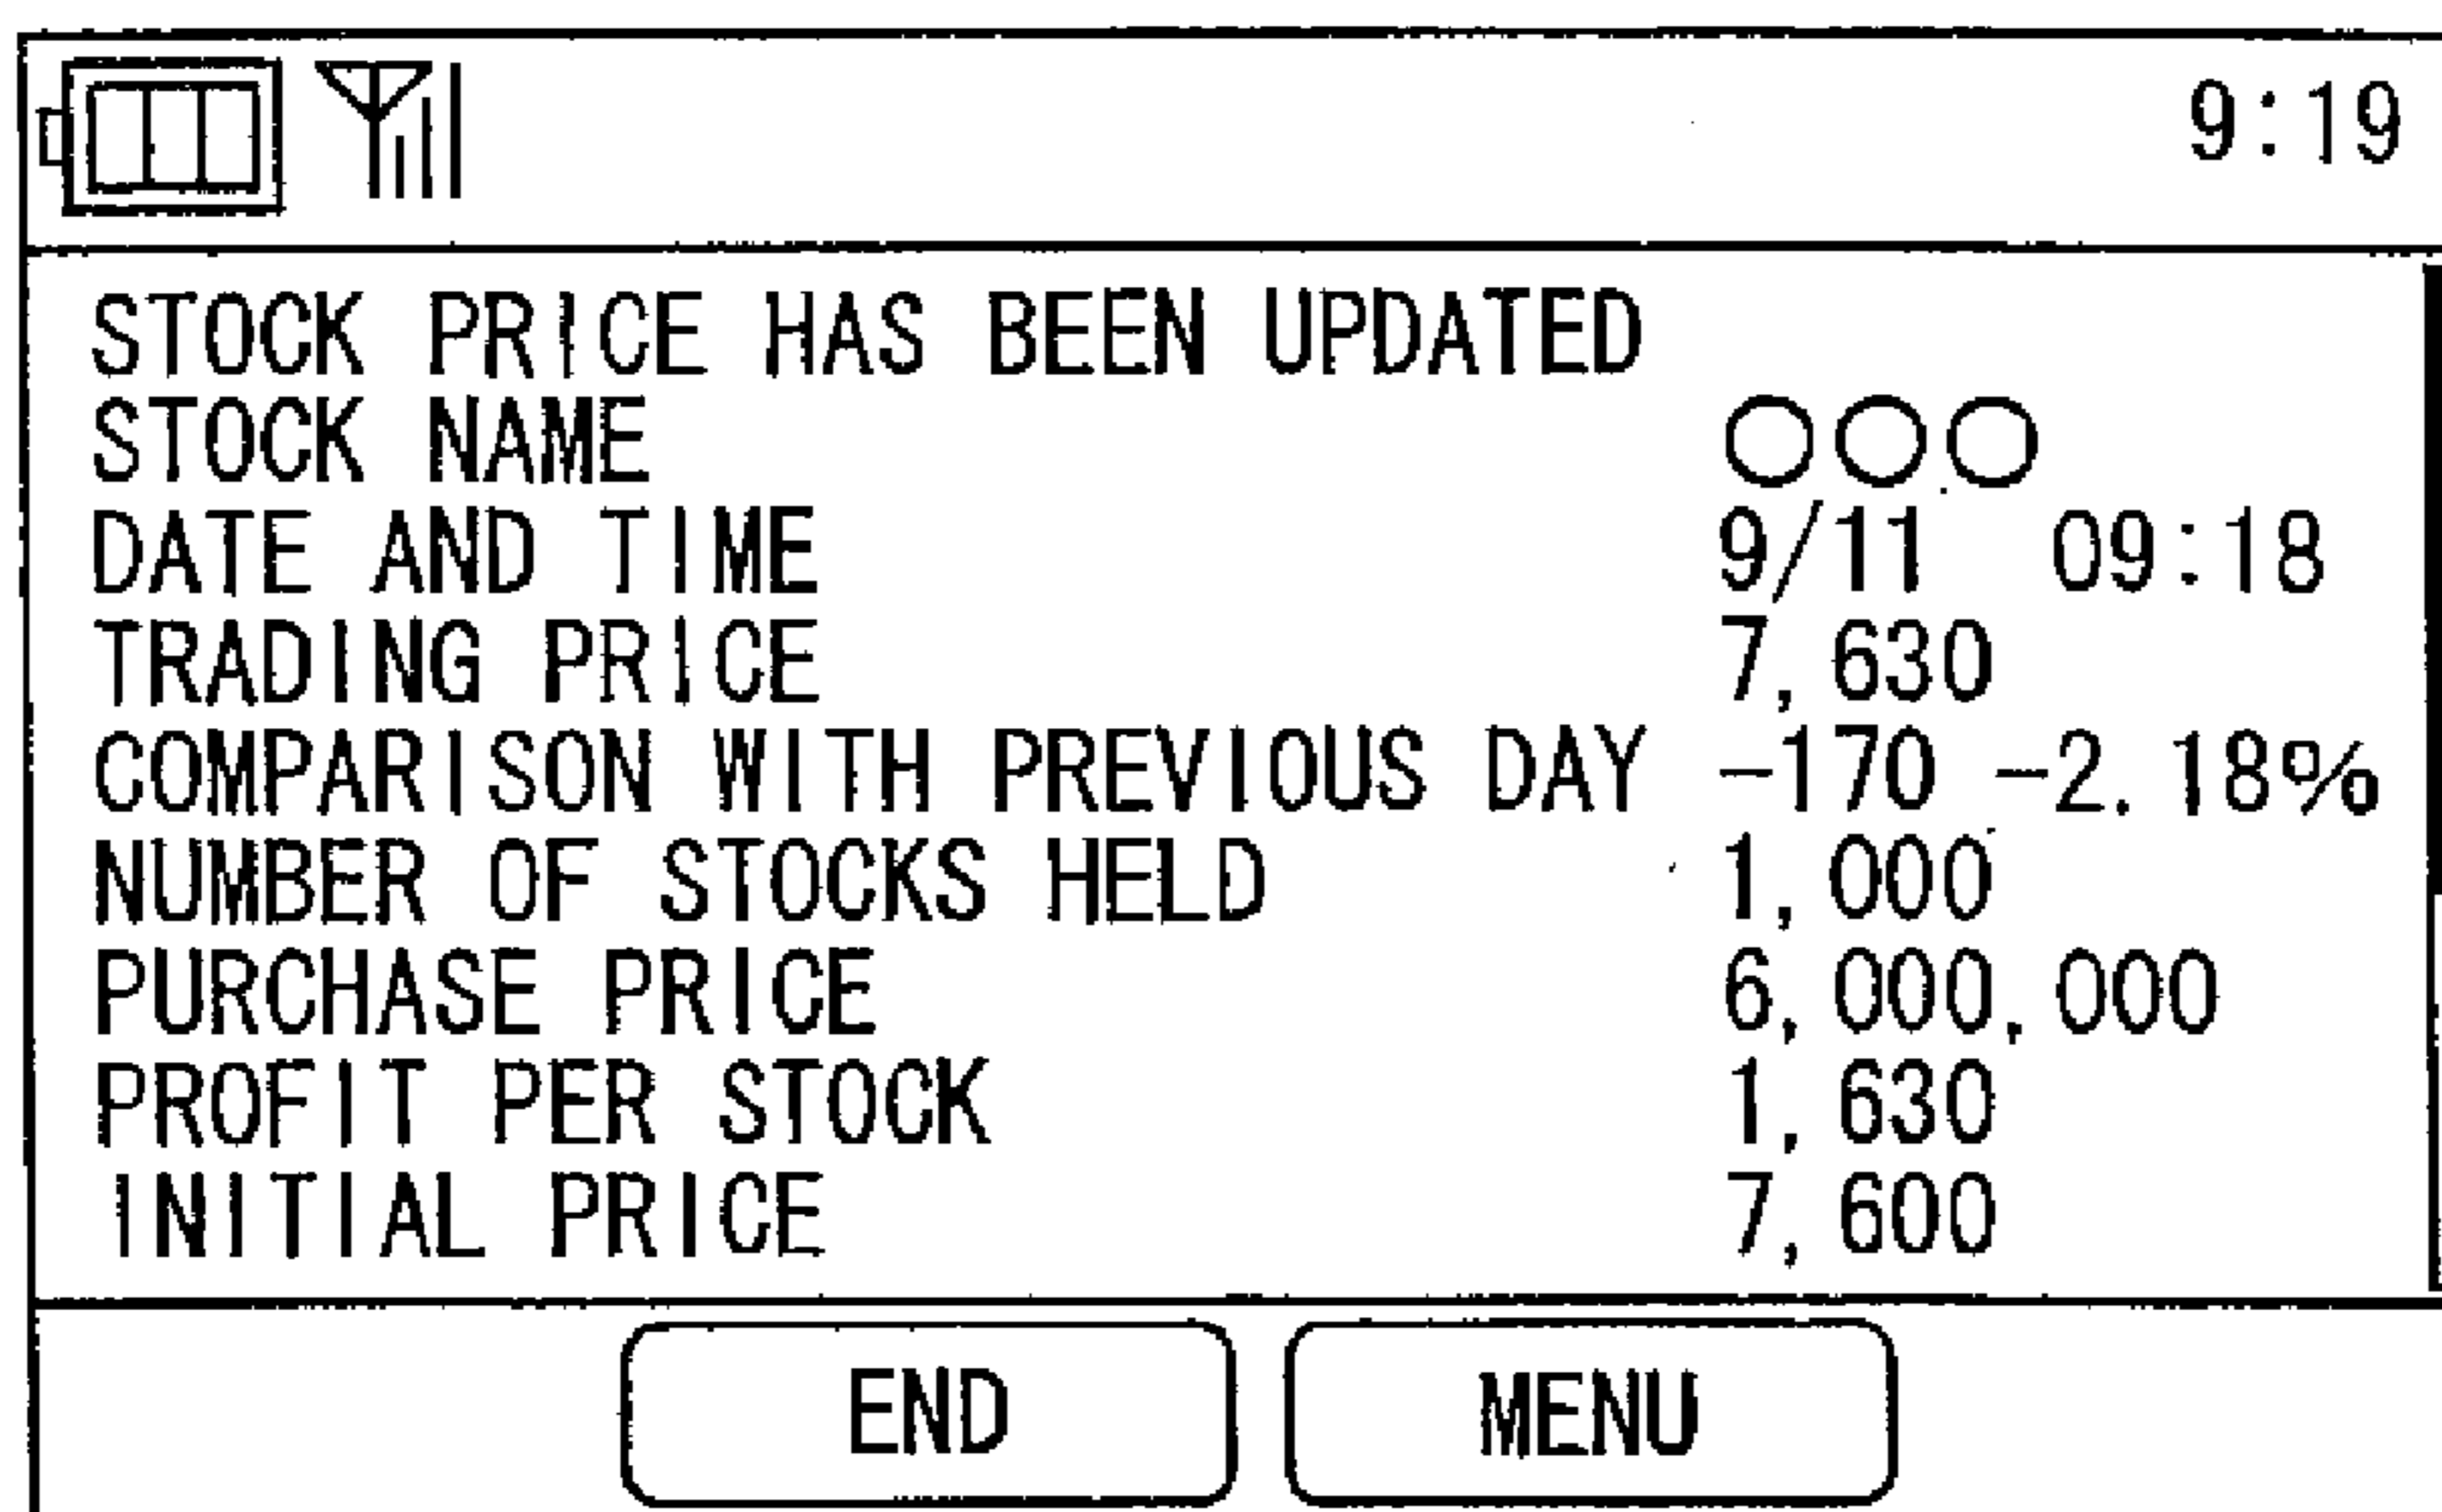 9:19
STOCK PRICE HAS BEEN UPDATED
STOCK NAME ○○○
DATE AND TIME 9/11 09:18
TRADING PRICE 7,630
COMPARISON WITH PREVIOUS DAY -170 -2.18%
NUMBER OF STOCKS HELD 1,000
PURCHASE PRICE 6,000,000
PROFIT PER STOCK 1,630
INITIAL PRICE 7,600
END MENU